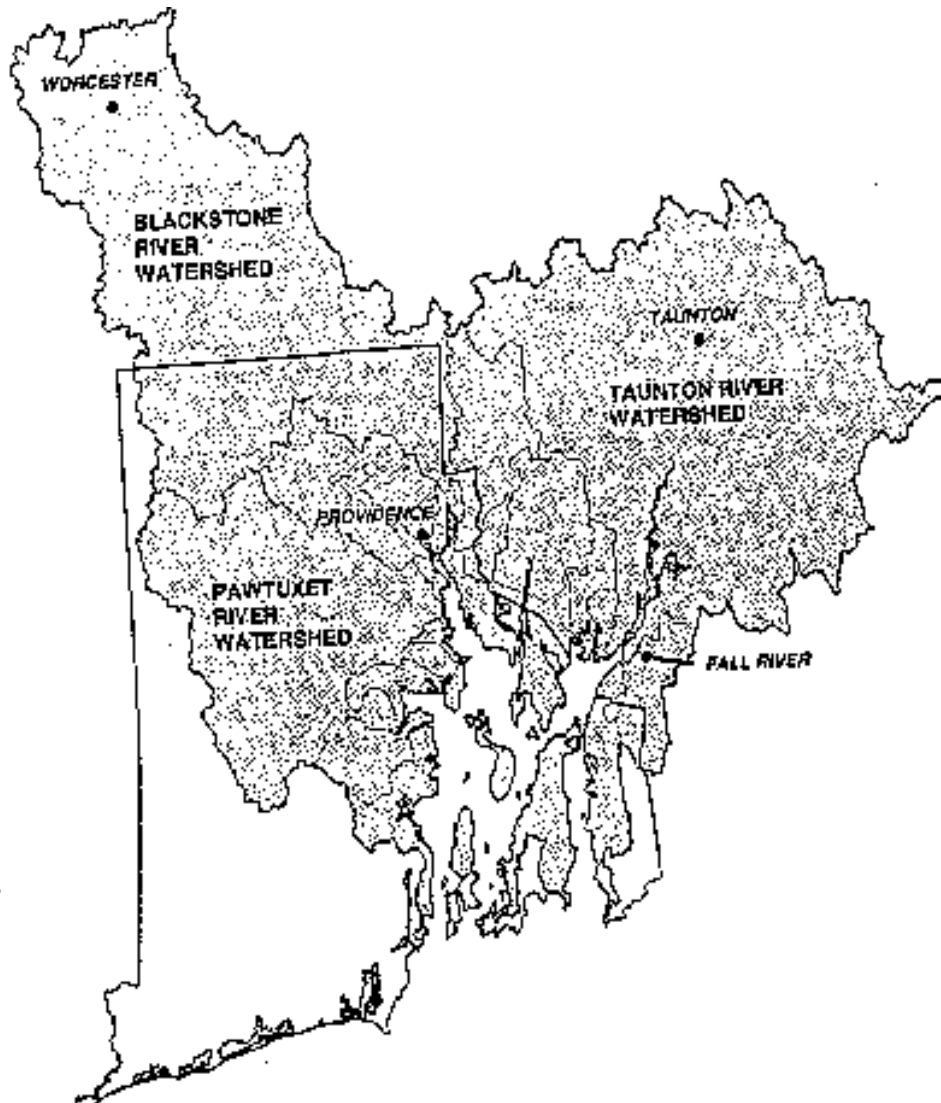 WORCESTER
BLACKSTONE
RIVER
WATERSHED
TAUNTON
TAUNTON RIVER
WATERSHED
PROVIDENCE
PAWTUXET
RIVER
WATERSHED
FALL RIVER